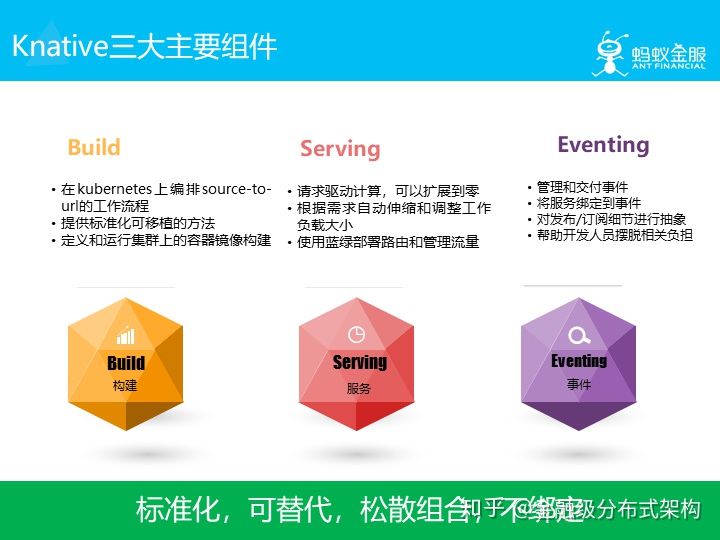 Knative三大主要组件
蚂蚁金服
ANT FINANCIAL
Build
• 在kubernetes上编排source-to-
url的工作流程
• 提供标准化可移植的方法
• 定义和运行集群上的容器镜像构建
Serving
• 请求驱动计算，可以扩展到零
• 根据需求自动伸缩和调整工作
负载大小
• 使用蓝绿部署路由和管理流量
Eventing
• 管理和交付事件
• 将服务绑定到事件
• 对发布/订阅细节进行抽象
• 帮助开发人员摆脱相关负担
Build
构建
Serving
服务
Eventing
事件
标准化，可替代，松散组合，不绑定
知乎 @金融级分布式架构